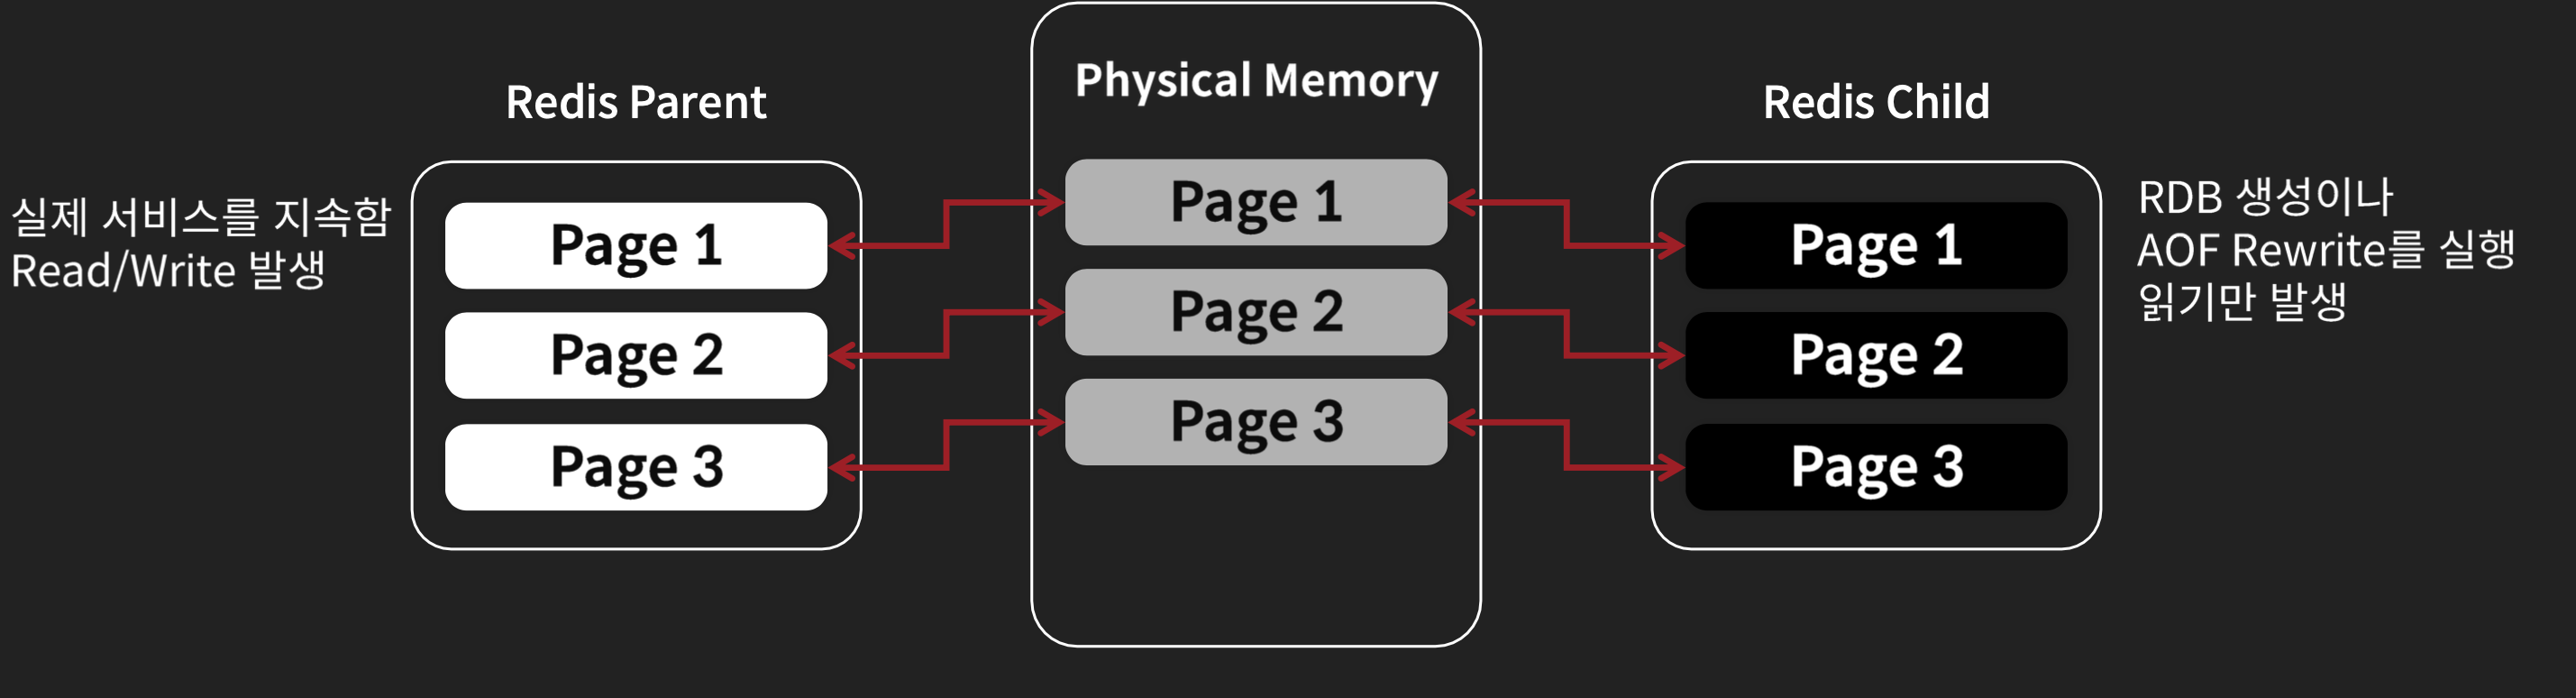 Redis Parent
실제 서비스를 지속함
Read/Write 발생
Page 1
Page 2
Page 3
Physical Memory
Page 1
Page 2
Page 3
Redis Child
Page 1
Page 2
Page 3
RDB 생성이나
AOF Rewrite를 실행
읽기만 발생